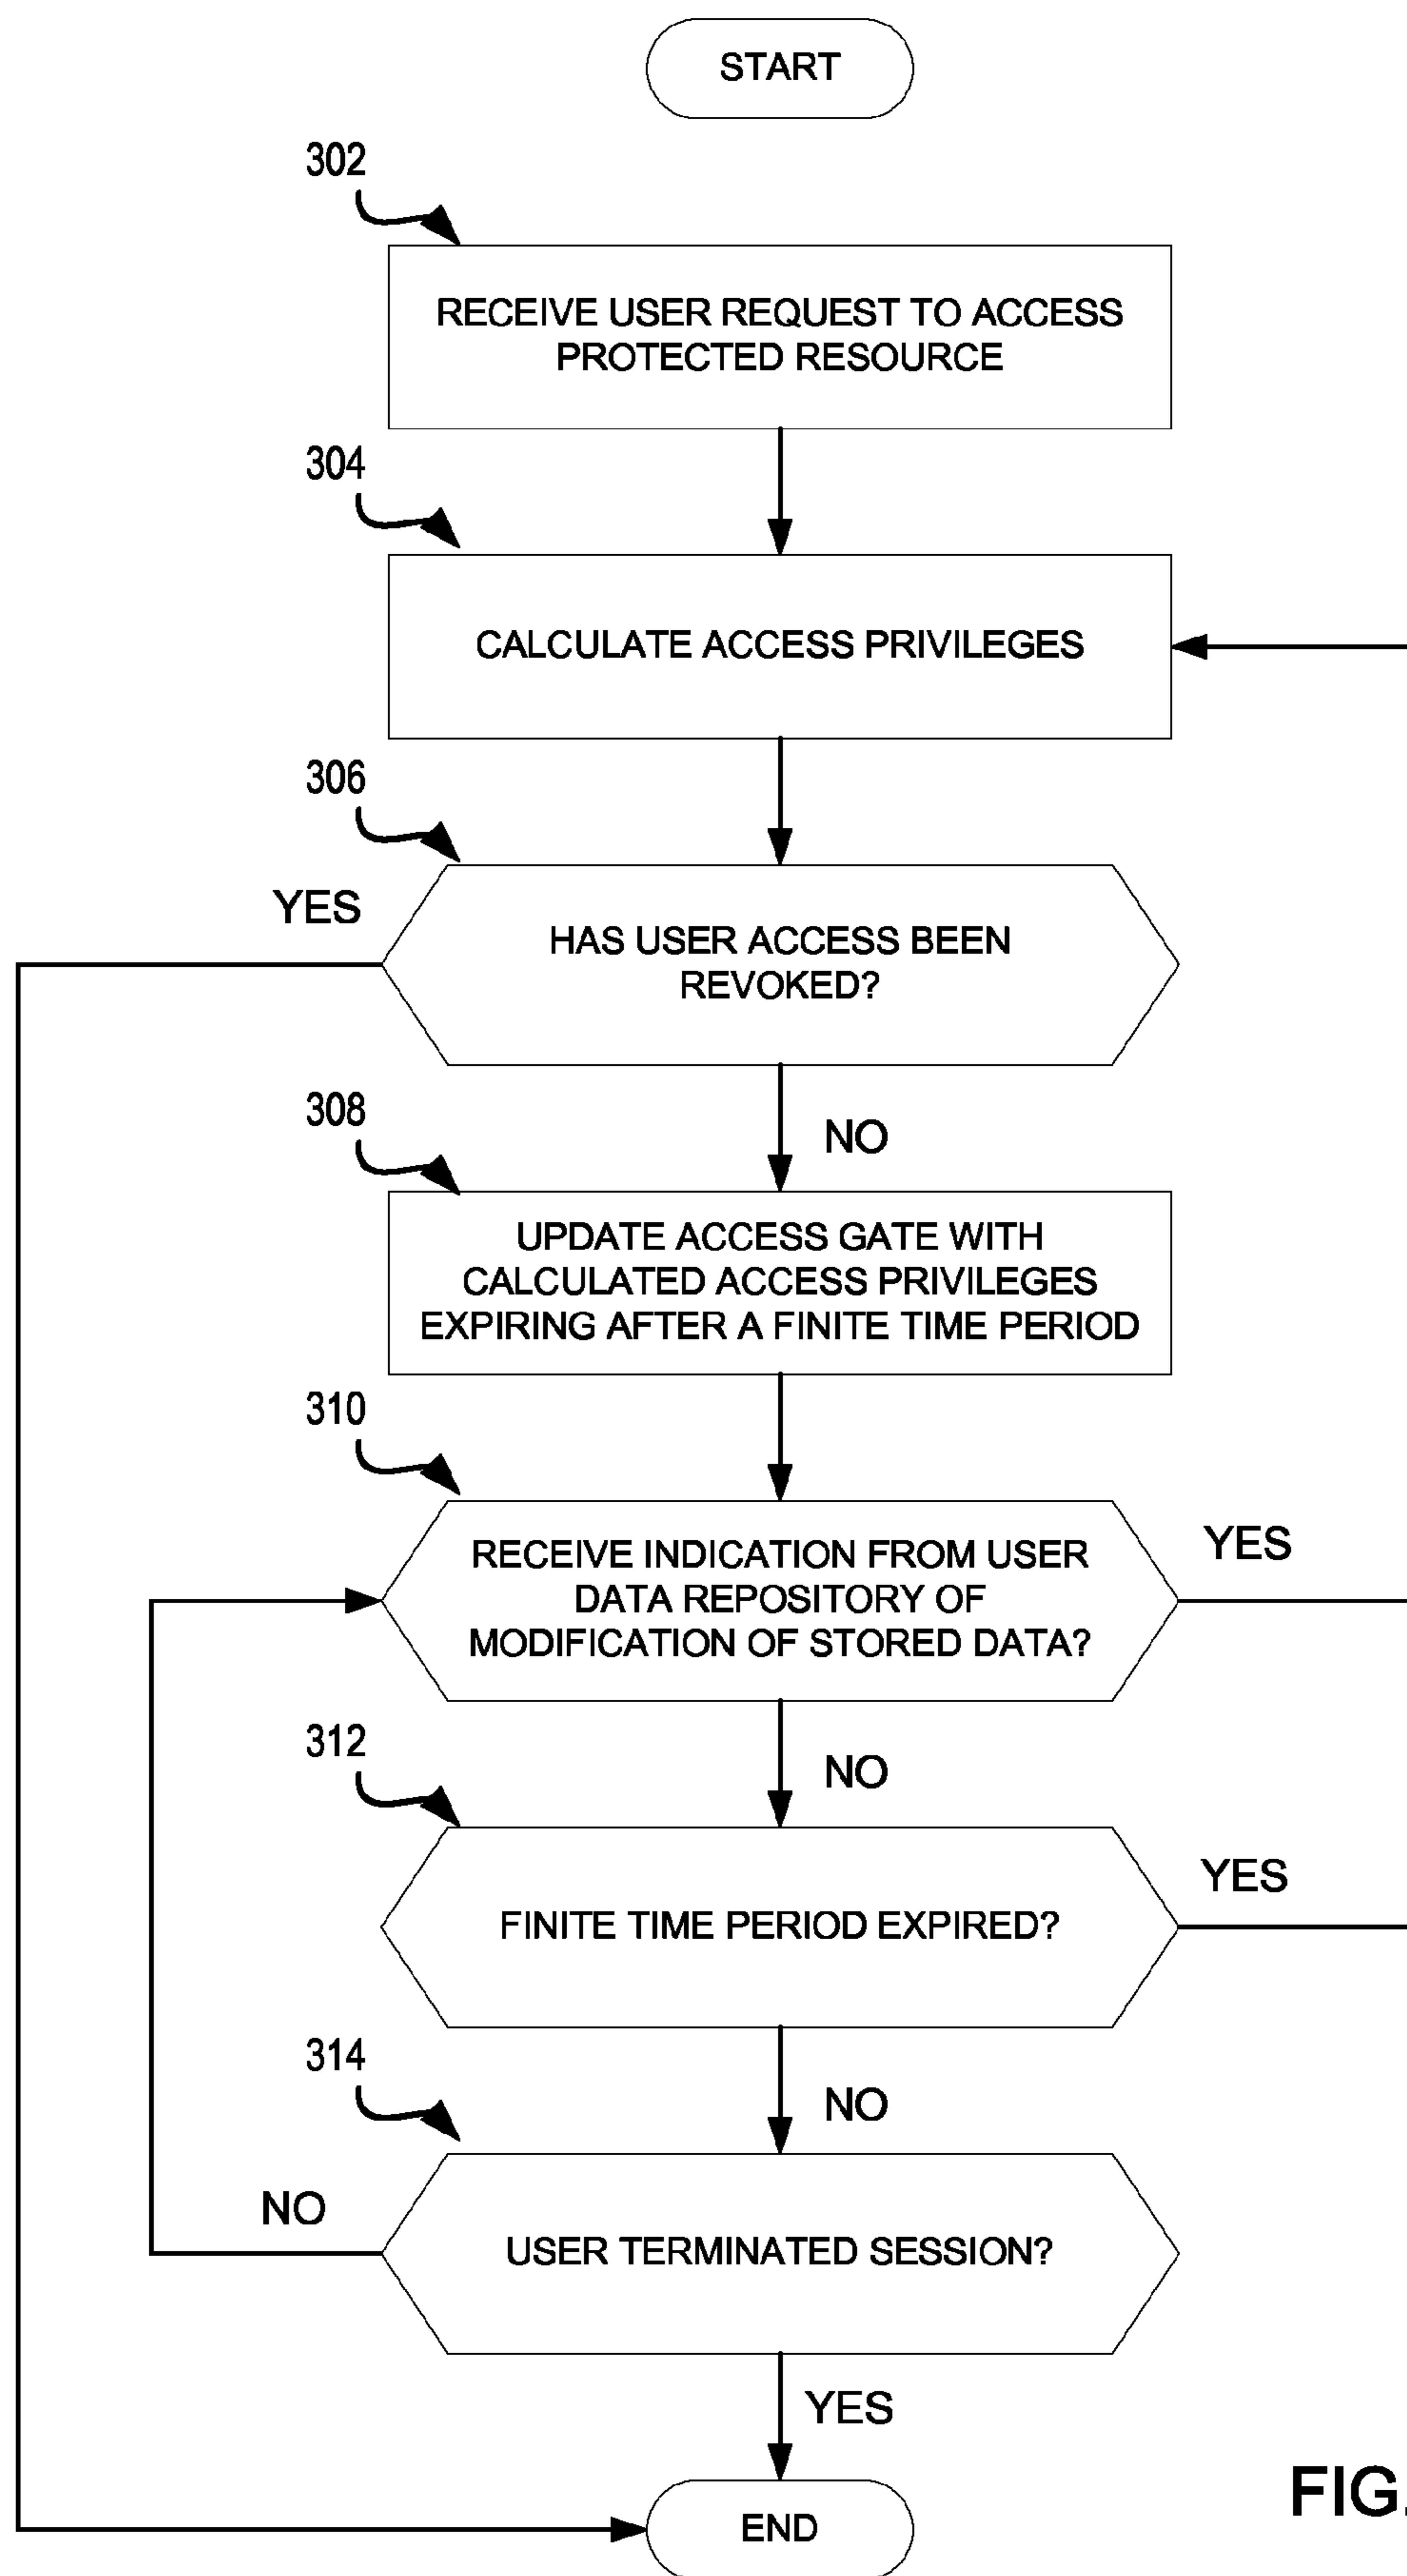 START
302
RECEIVE USER REQUEST TO ACCESS
PROTECTED RESOURCE
304
CALCULATE ACCESS PRIVILEGES
306
YES
HAS USER ACCESS BEEN
REVOKED?
NO
308
UPDATE ACCESS GATE WITH
CALCULATED ACCESS PRIVILEGES
EXPIRING AFTER A FINITE TIME PERIOD
310
RECEIVE INDICATION FROM USER
DATA REPOSITORY OF
MODIFICATION OF STORED DATA?
YES
NO
312
FINITE TIME PERIOD EXPIRED?
YES
NO
314
USER TERMINATED SESSION?
NO
YES
END
FIG.